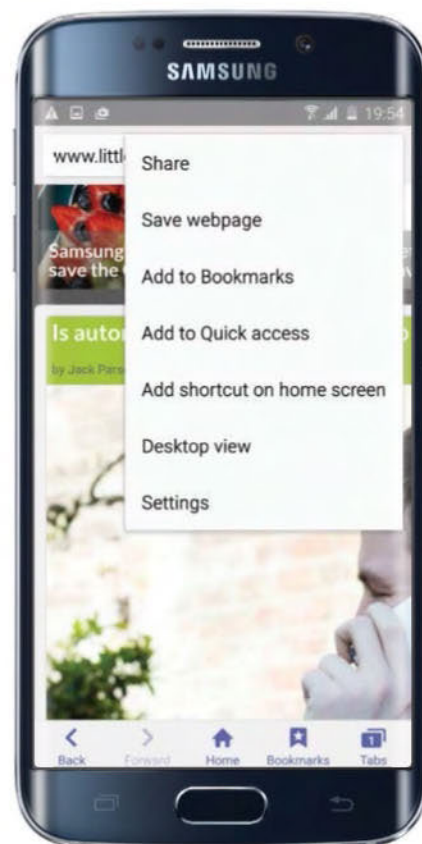 SAMSUNG
19:54
www.littl
Share
Save webpage
Add to Bookmarks
Add to Quick access
Add shortcut on home screen
Desktop view
Settings
Samsung
save the
Is auto
by Jack Pars
1
Back
Forward
Home
Bookmarks
Tabs